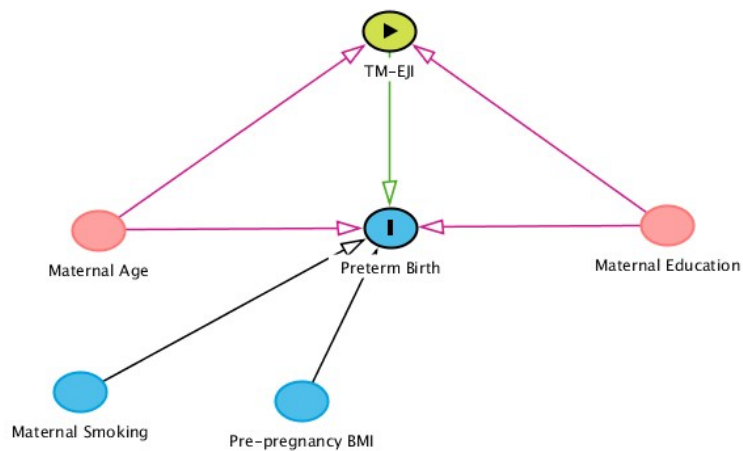 TM-EJI
Maternal Age
Preterm Birth
Maternal Education
Maternal Smoking
Pre-pregnancy BMI